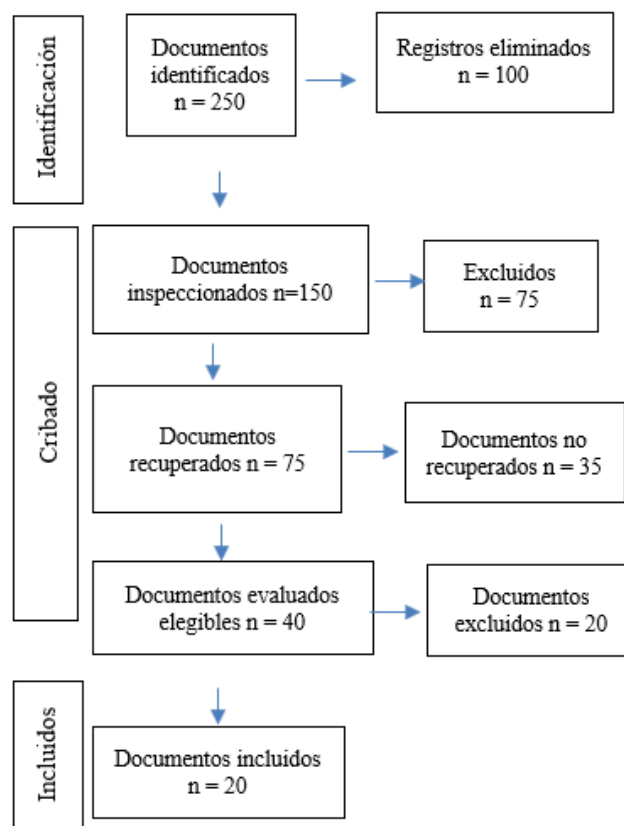 Identificación
Documentos
identificados
n = 250
Registros eliminados
n = 100
Cribado
Documentos
inspeccionados n=150
Excluidos
n = 75
Documentos
recuperados n = 75
Documentos no
recuperados n = 35
Documentos evaluados
elegibles n = 40
Documentos
excluidos n = 20
Incluidos
Documentos incluidos
n = 20